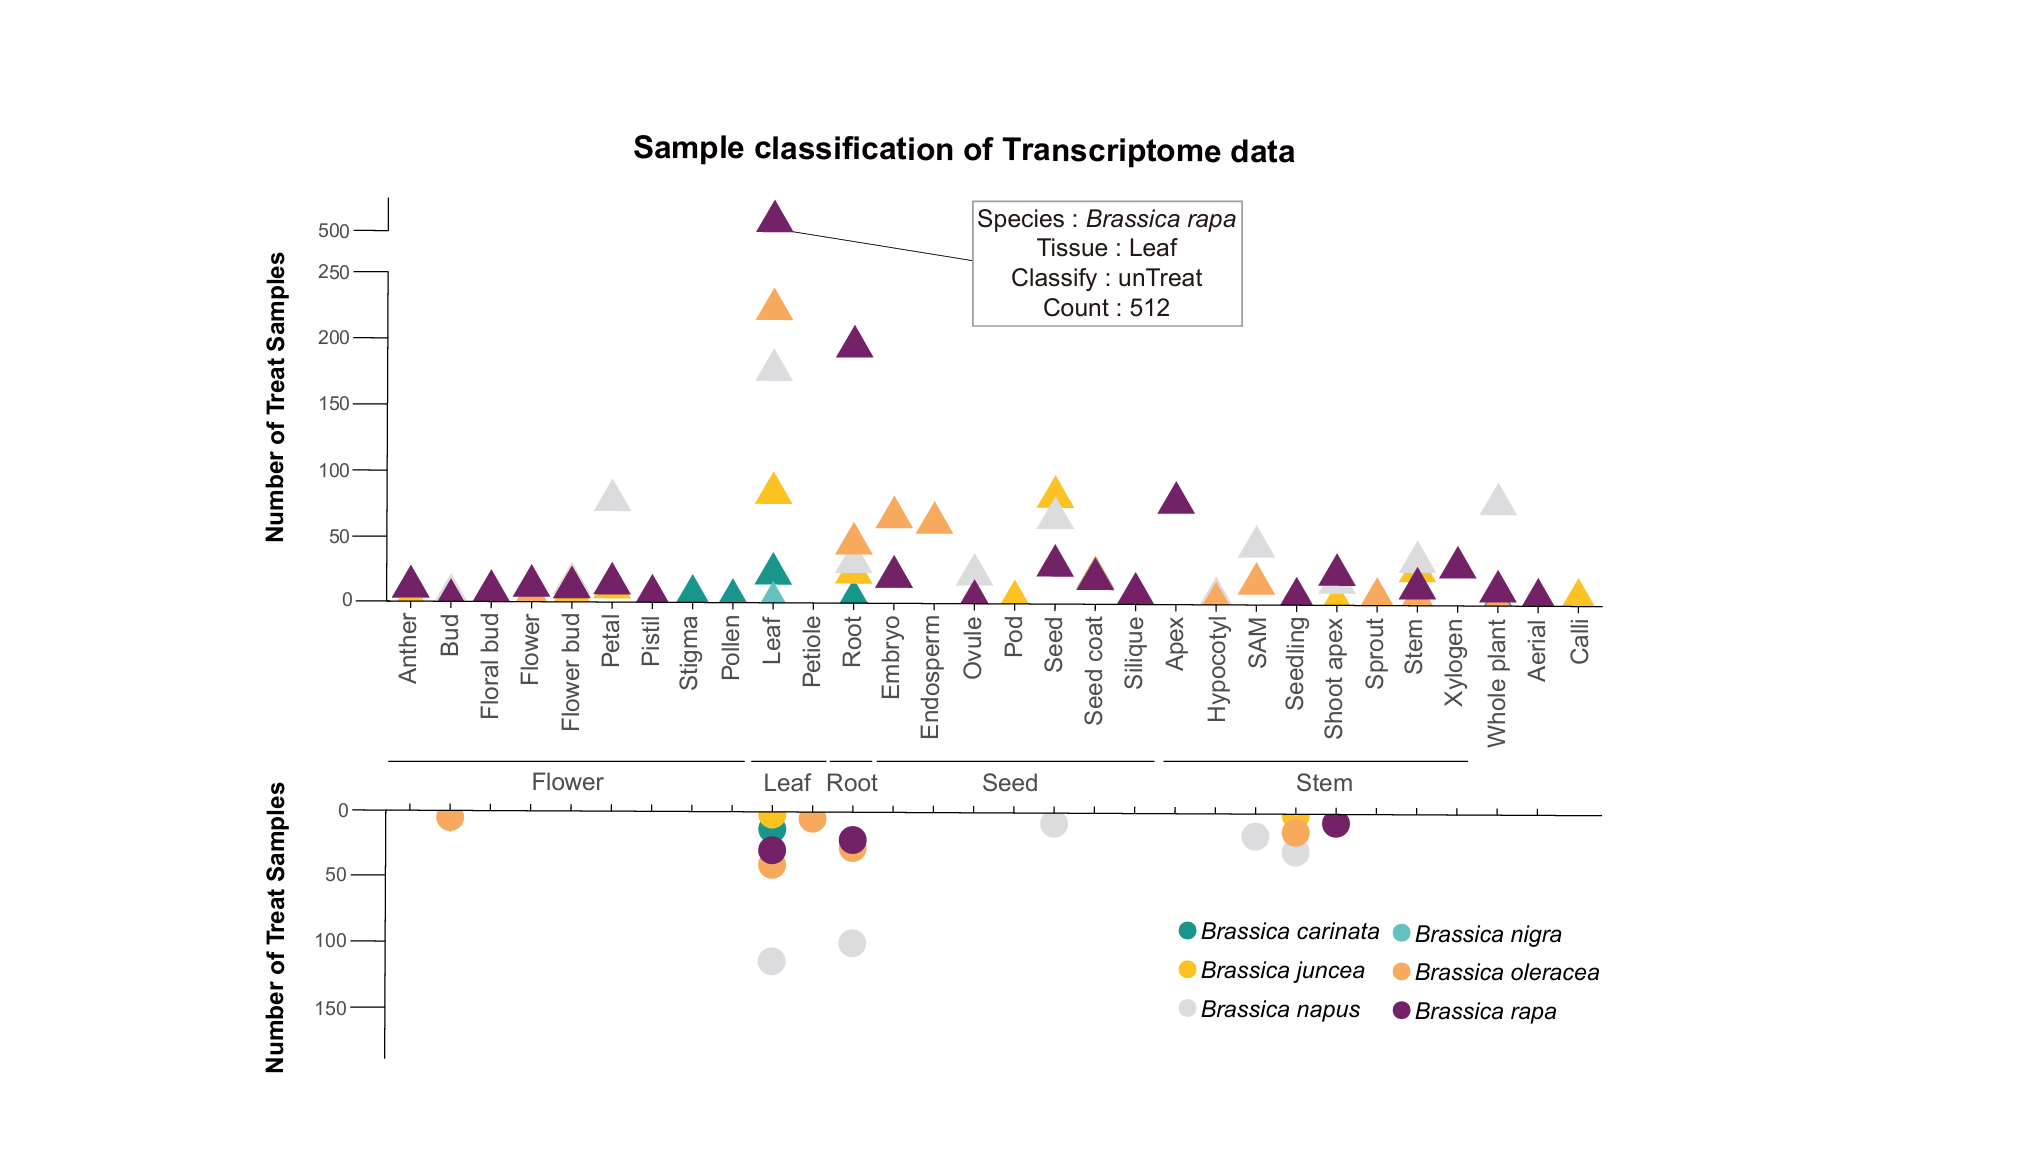 Sample classification of Transcriptome data
Number of Treat Samples
500
250
200
150
100
50
0
Species : Brassica rapa
Tissue : Leaf
Classify : unTreat
Count : 512
Anther
Bud
Floral bud
Flower
Flower bud
Petal
Pistil
Stigma
Pollen
Leaf
Petiole
Root
Embryo
Endosperm
Ovule
Pod
Seed
Seed coat
Silique
Apex
Hypocotyl
SAM
Seedling
Shoot apex
Sprout
Stem
Xylogen
Whole plant
Aerial
Calli
Flower
Leaf
Root
Seed
Stem
Number of Treat Samples
0
50
100
150
Brassica carinata
Brassica nigra
Brassica juncea
Brassica oleracea
Brassica napus
Brassica rapa